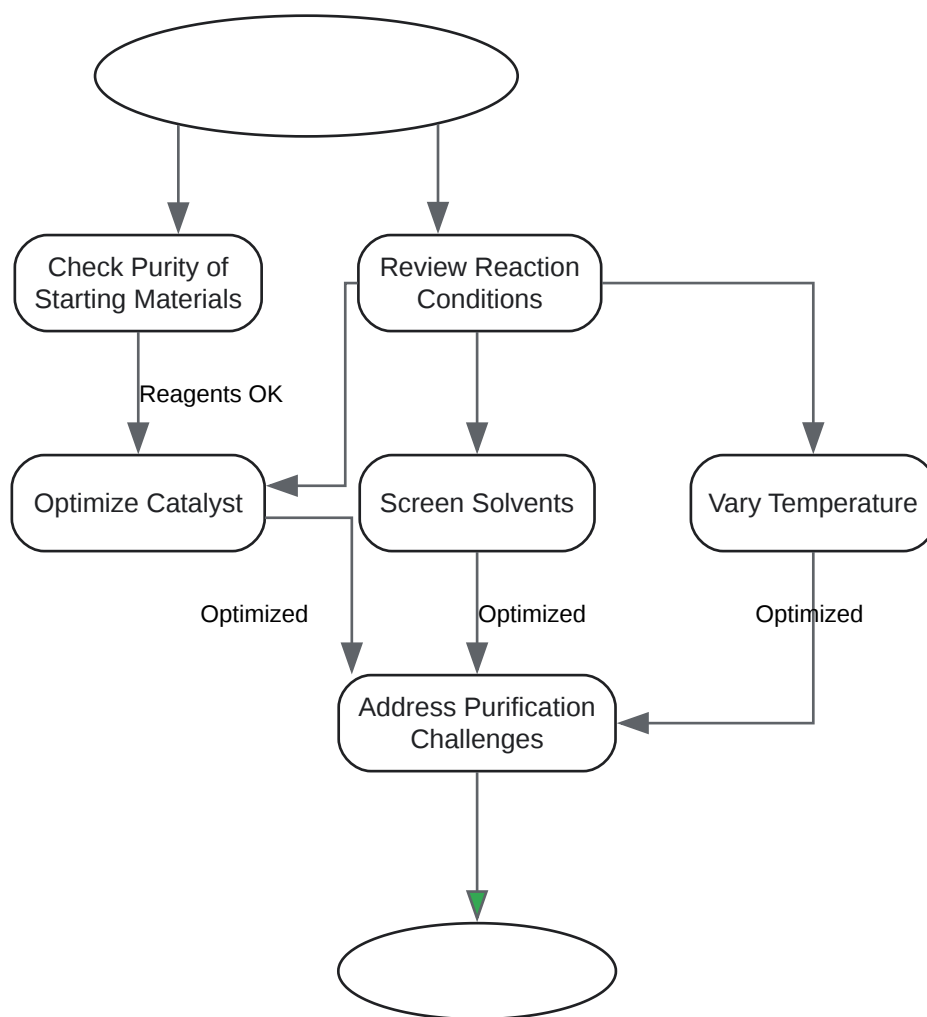 Check Purity of
Starting Materials
Review Reaction
Conditions
Reagents OK
Optimize Catalyst
Screen Solvents
Vary Temperature
Optimized
Optimized
Optimized
Address Purification
Challenges